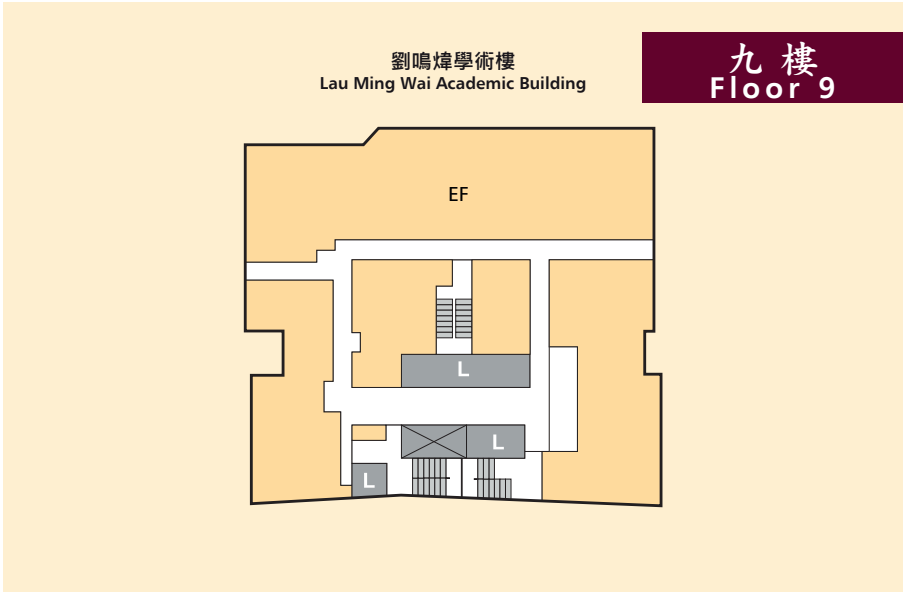 劉鳴煒學術樓
Lau Ming Wai Academic Building
九樓
Floor 9
EF
L
L
L